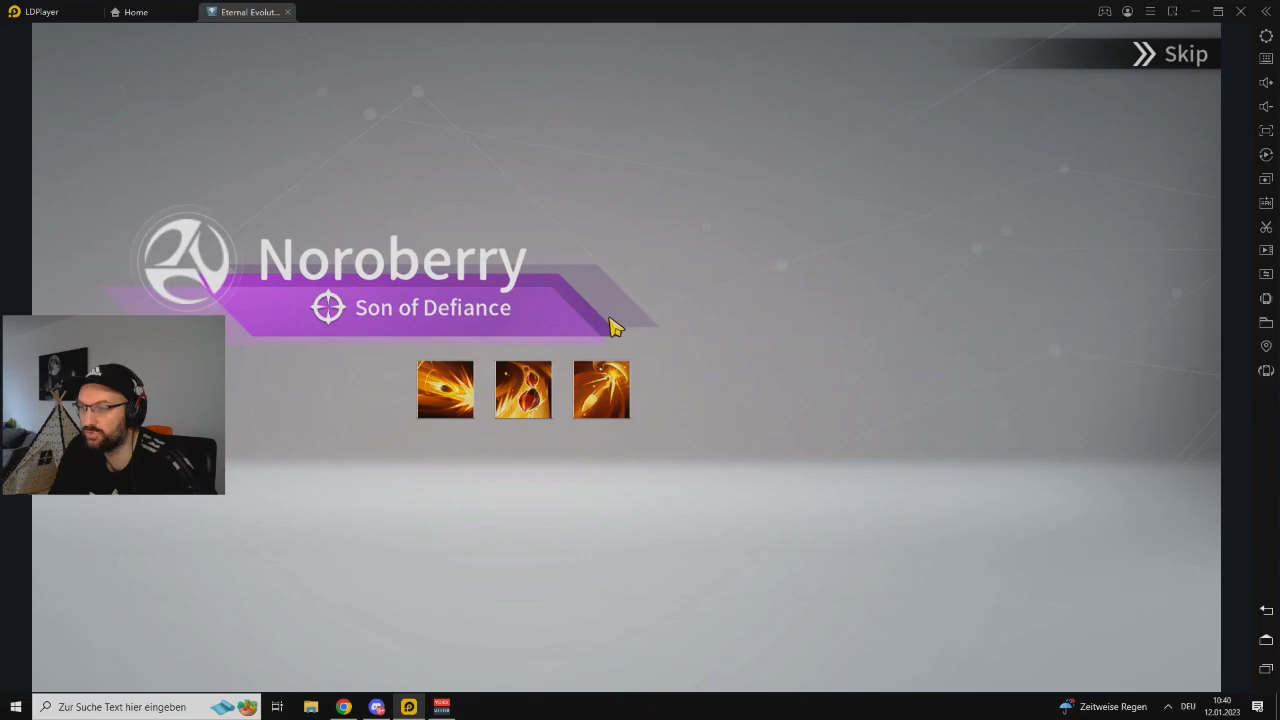 LDPlayer
Home
Eternal Evolut...
Skip
Noroberry
Son of Defiance
Zur Suche Text hier eingeben
Zeitweise Regen
DEU
10:40
12.01.2023